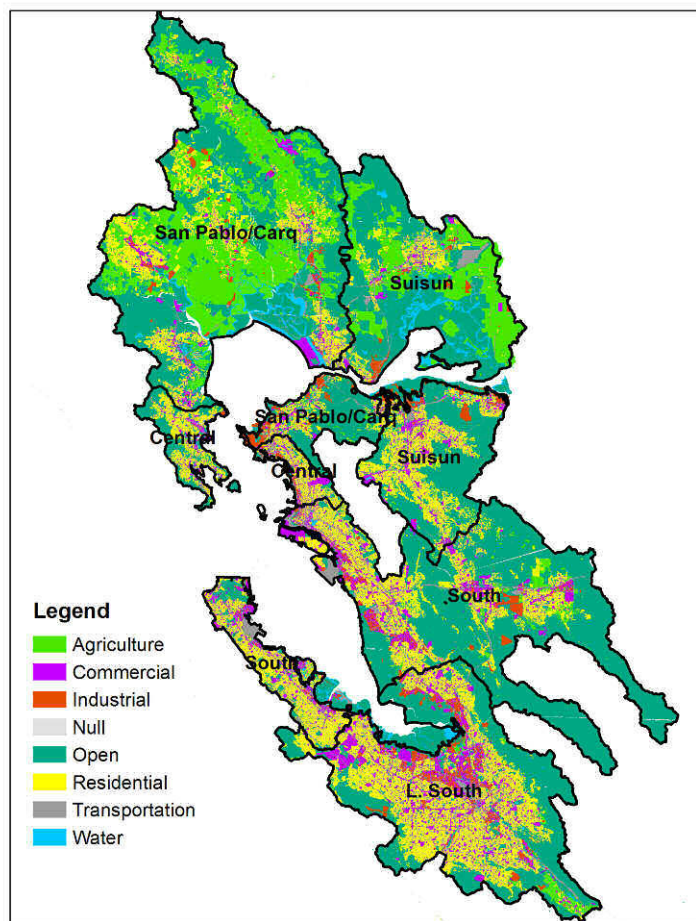 San Pablo/Carq
Suisun
San Pablo/Carq
Central
Suisun
Central
South
South
L. South
Legend
Agriculture
Commercial
Industrial
Null
Open
Residential
Transportation
Water